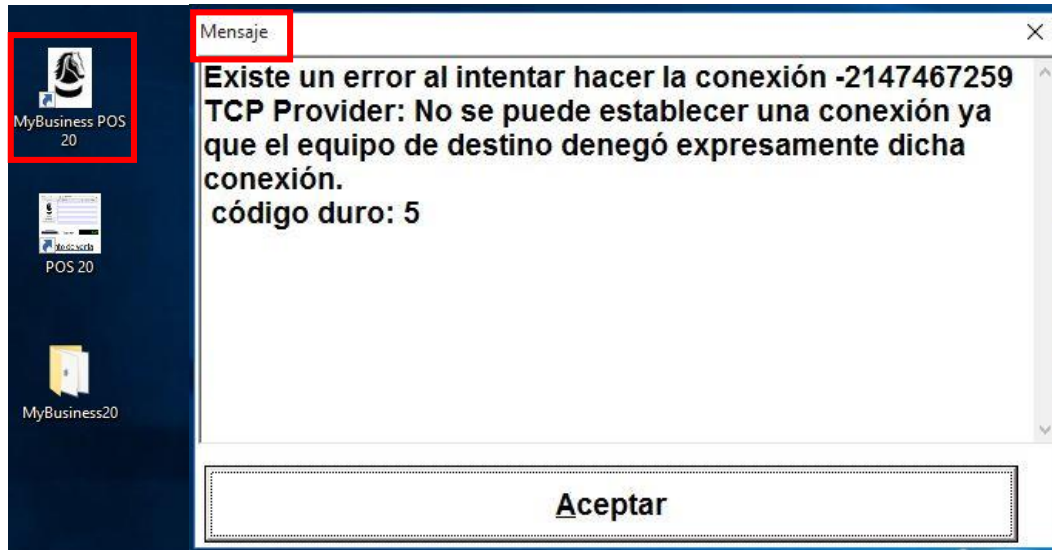 MyBusiness POS
20
POS 20
MyBusiness20
Mensaje
Existe un error al intentar hacer la conexión -2147467259
TCP Provider: No se puede establecer una conexión ya
que el equipo de destino denegó expresamente dicha
conexión.
código duro: 5
Aceptar